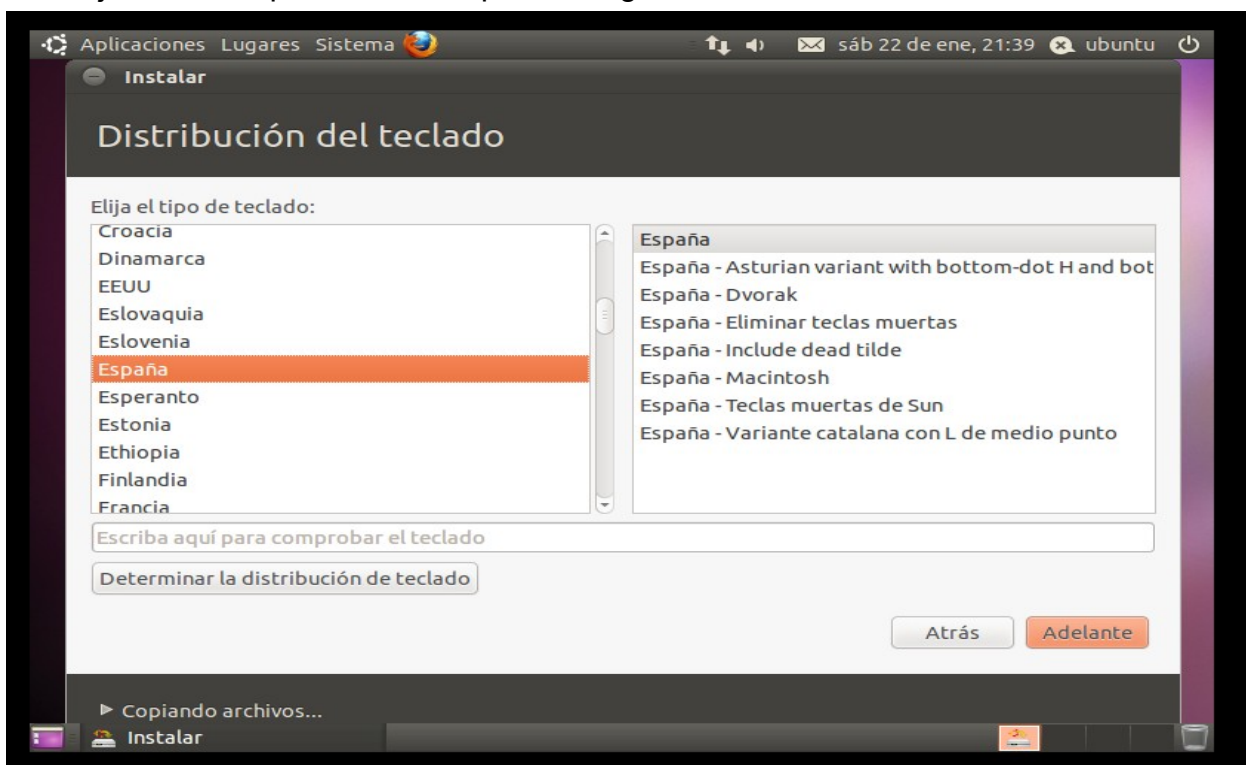 Aplicaciones Lugares Sistema sáb 22 de ene, 21:39 ubuntu
Instalar
Distribución del teclado
Elija el tipo de teclado:
Croacia
Dinamarca
EEUU
Eslovaquia
Eslovenia
España
Esperanto
Estonia
Ethiopia
Finlandia
Francia
España
España - Asturian variant with bottom-dot H and bot
España - Dvorak
España - Eliminar teclas muertas
España - Include dead tilde
España - Macintosh
España - Teclas muertas de Sun
España - Variante catalana con L de medio punto
Escriba aquí para comprobar el teclado
Determinar la distribución de teclado
Atrás Adelante
Copiando archivos...
Instalar